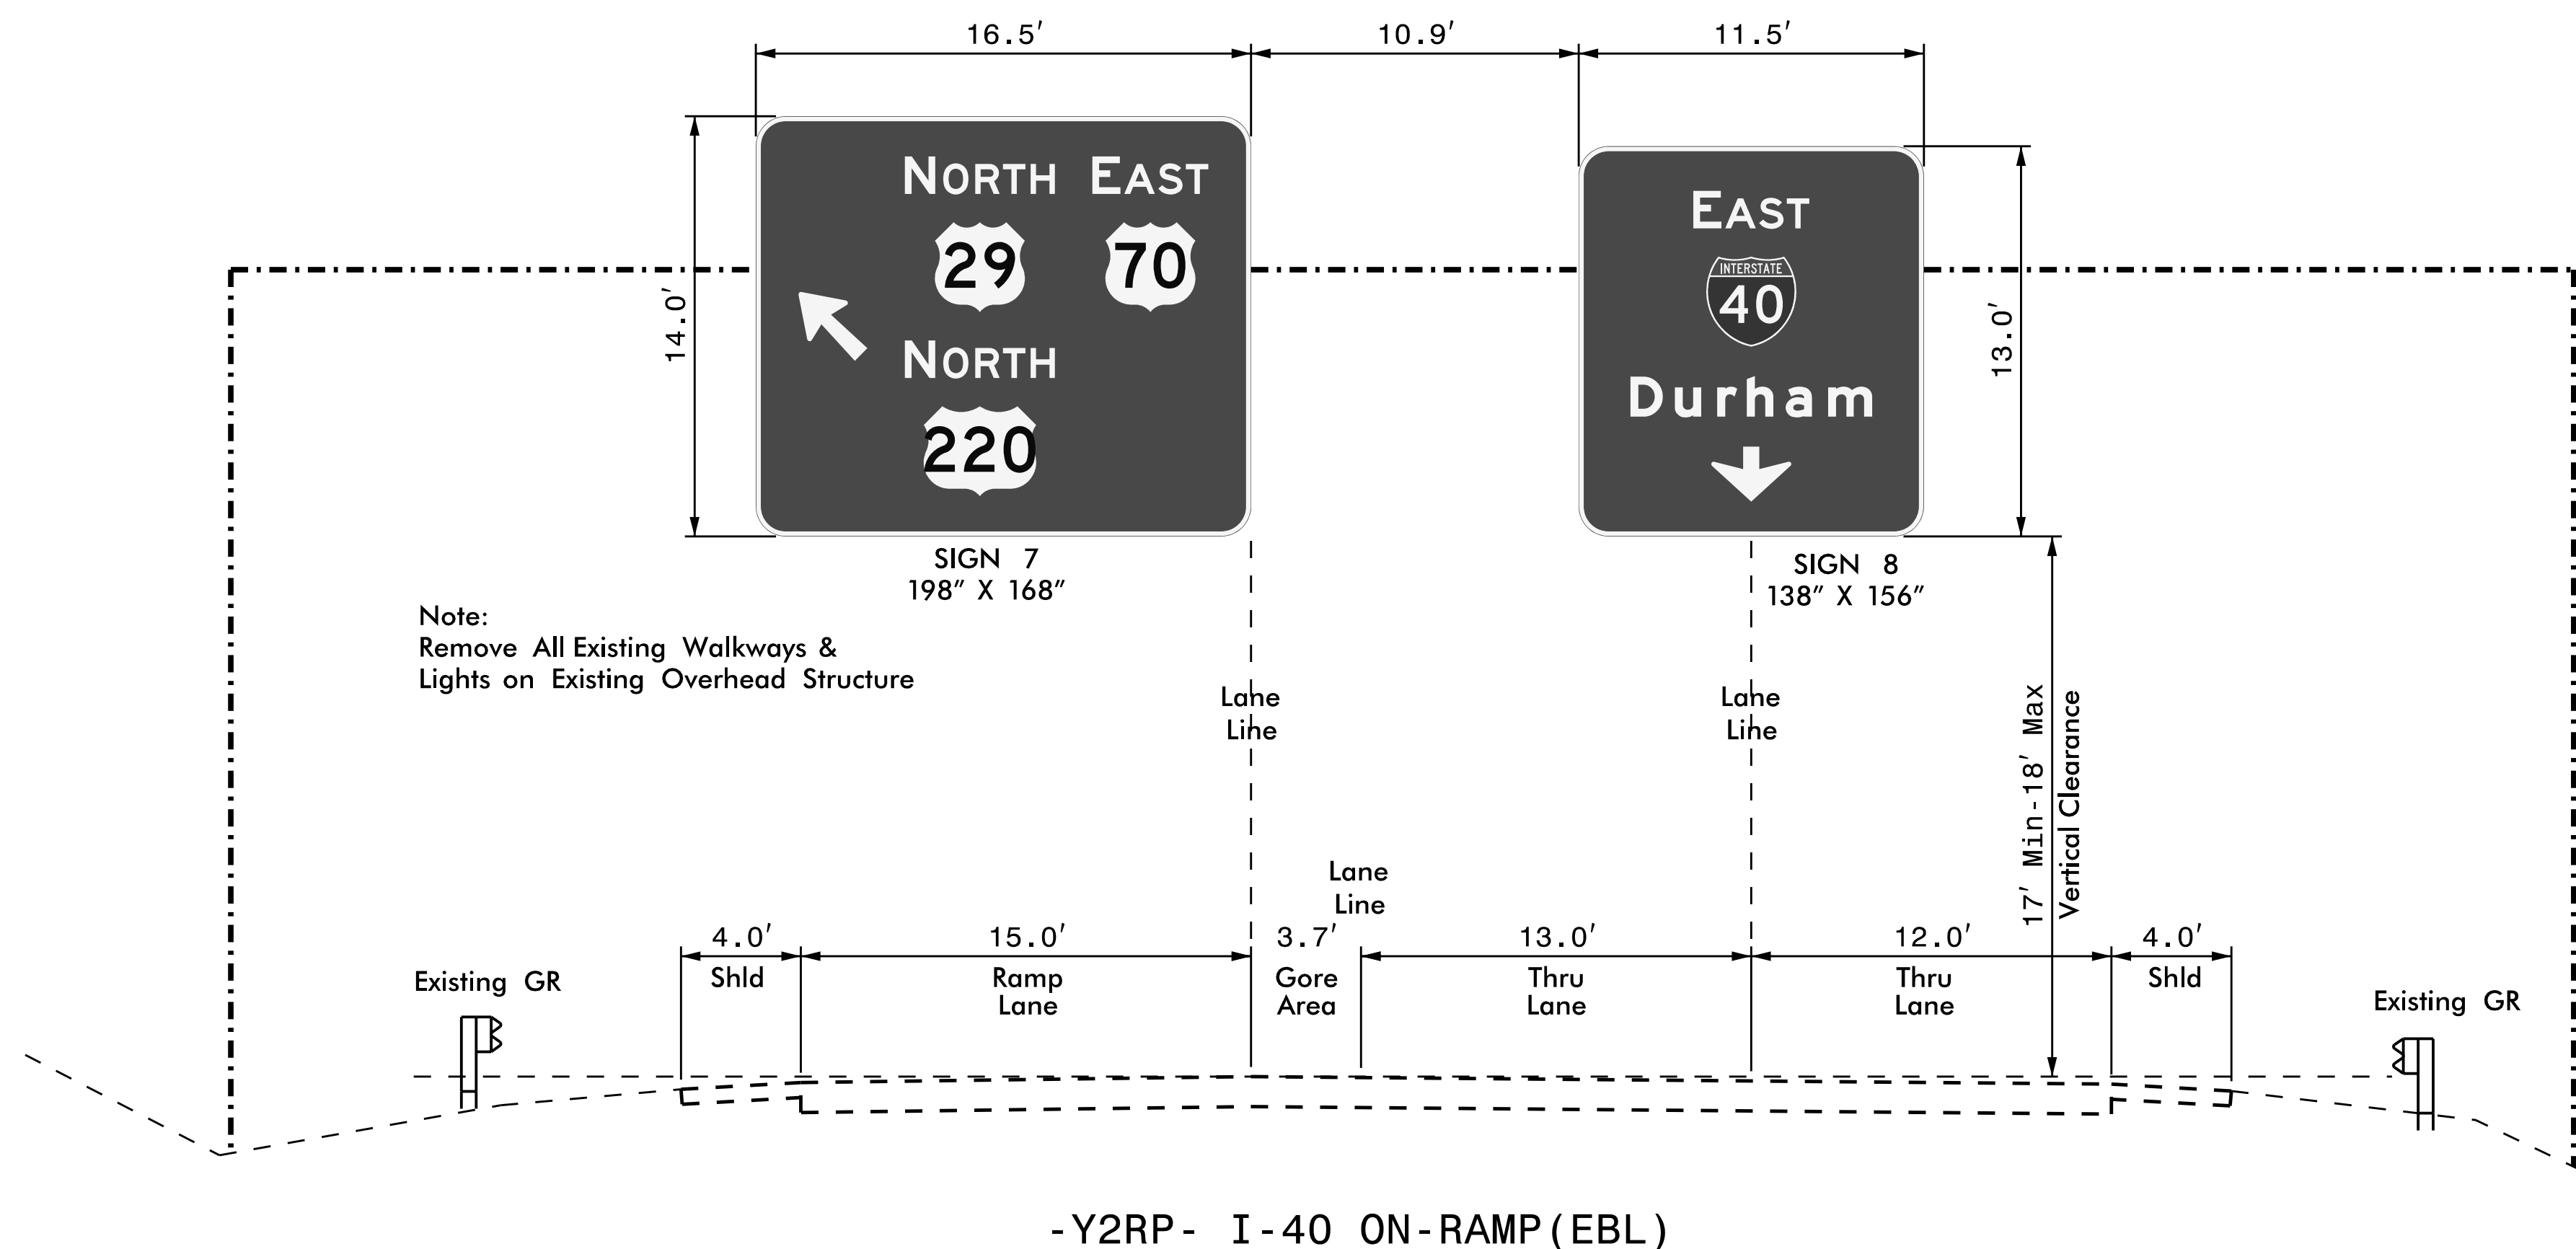 16.5′ 10.9′ 11.5′
NORTH EAST
29 70
NORTH
220
14.0′
EAST
INTERSTATE
40
Durham
13.0′
SIGN 7
198″ X 168″
SIGN 8
138″ X 156″
Note:
Remove All Existing Walkways &
Lights on Existing Overhead Structure
Lane
Line
Lane
Line
17′ Min-18′ Max
Vertical Clearance
Lane
Line
4.0′ 15.0′ 3.7′ 13.0′ 12.0′ 4.0′
Shld
Ramp
Lane
Gore
Area
Thru
Lane
Thru
Lane
Shld
Existing GR
Existing GR
-Y2RP- I-40 ON-RAMP(EBL)